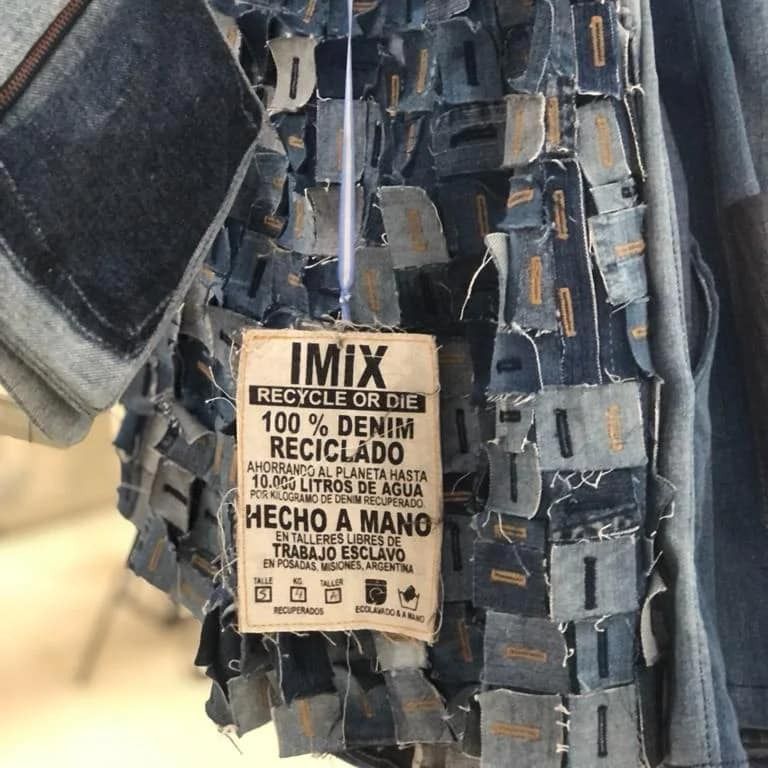 IMiX
RECYCLE OR DIE
100 % DENIM
RECICLADO
AHORRANDO AL PLANETA HASTA
10.000 LITROS DE AGUA
POR KILOGRAMO DE DENIM RECUPERADO.
HECHO A MANO
EN TALLERES LIBRES DE
TRABAJO ESCLAVO
EN POSADAS, MISIONES, ARGENTINA
TALLE KG TALLER
S 4 A
RECUPERADOS ECOLAVADO & A MANO